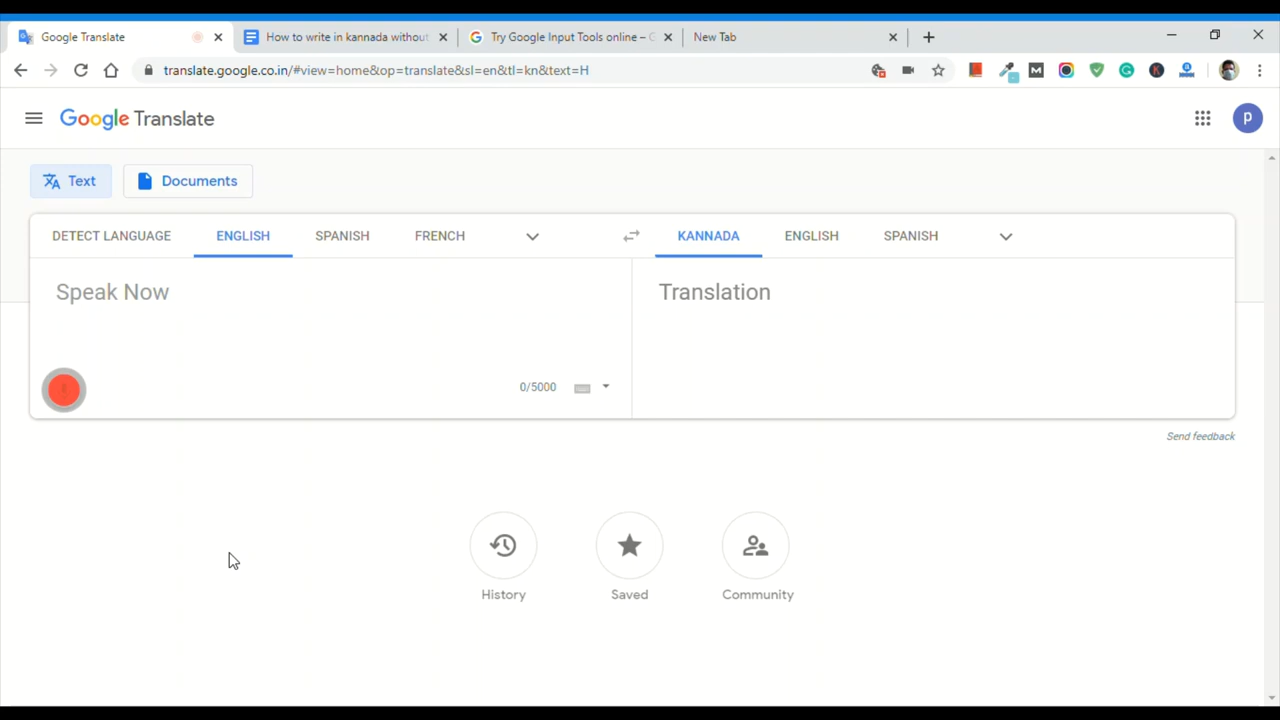 Google Translate
How to write in kannada without
Try Google Input Tools online – G
New Tab
translate.google.co.in/#view=home&op=translate&sl=en&tl=kn&text=H
Google Translate
p
Text
Documents
DETECT LANGUAGE
ENGLISH
SPANISH
FRENCH
KANNADA
ENGLISH
SPANISH
Speak Now
Translation
0/5000
Send feedback
History
Saved
Community